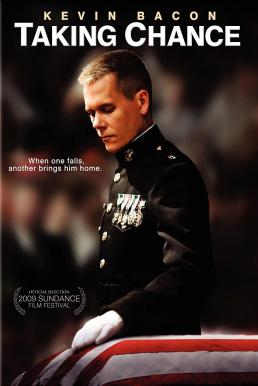 KEVIN BACON
TAKING CHANCE
When one falls,
another brings him home.
OFFICIAL SELECTION
2009 SUNDANCE
FILM FESTIVAL